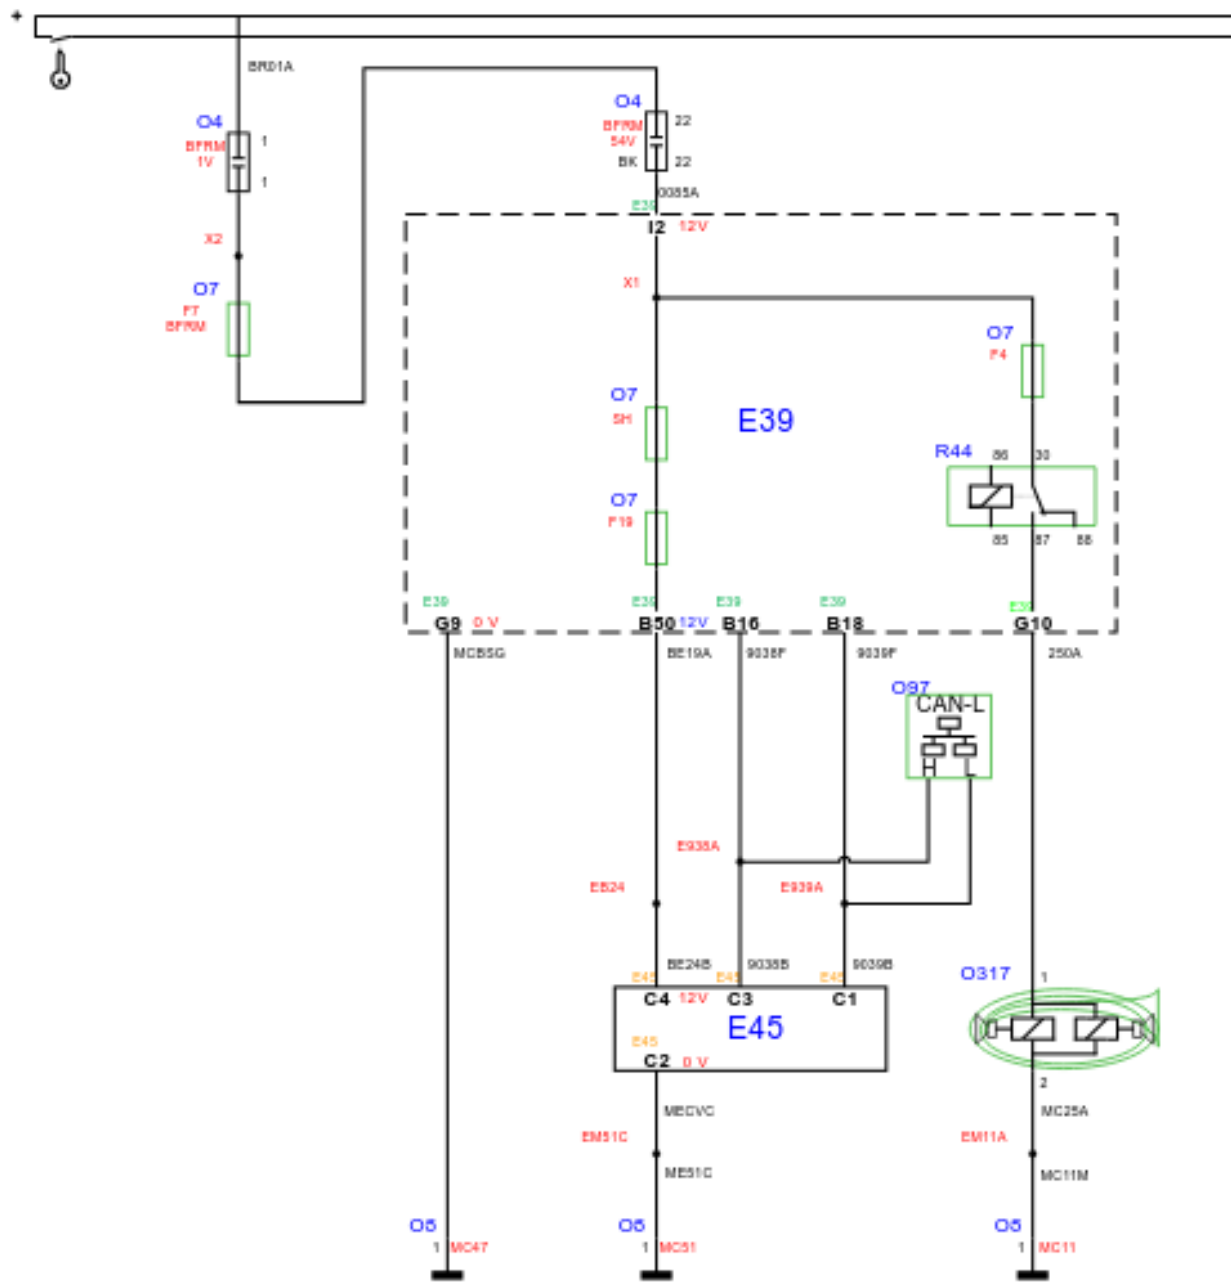 +
BR01A
O4
BFRM
1V
1
1
O4
BFRM
54V
BK
22
22
0085A
E39
I2 12V
X2
X1
O7
F7
BFRM
O7
F4
O7
SH
E39
R44
86 30
O7
F19
85 87 88
E39 E39 E39 E39 E39
G9 0 V B50 12V B16 B18 G10
MCBSG BE19A 9038F 9039F 250A
O97
CAN-L
H L
E938A
EB24 E939A
BE24B 9038B 9039B
E45 E45 E45
C4 12V C3 C1
O317 1
E45
E45
C2 0 V
2
MECVC MC25A
EM51C EM11A
ME51C MC11M
O8 O8 O8
1 MC47 1 MC51 1 MC11